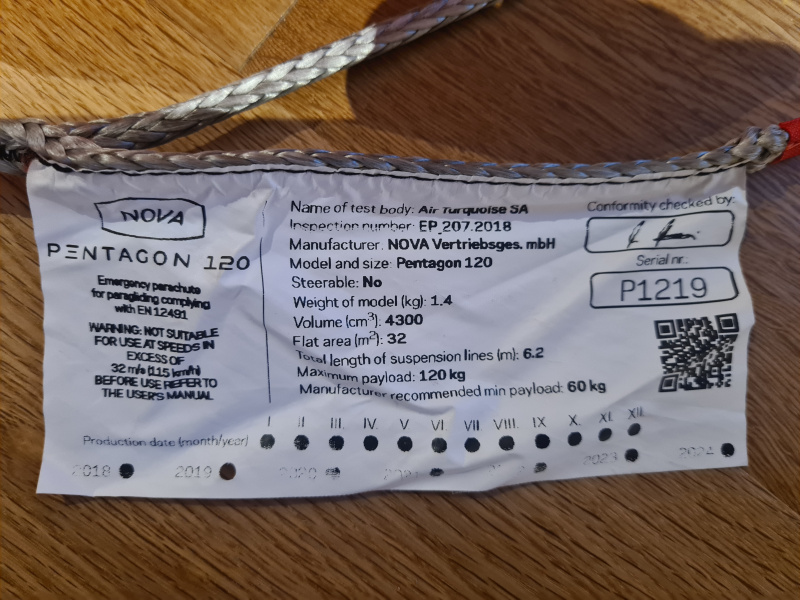 NOVA
PENTAGON 120
Emergency parachute
for paragliding complying
with EN 12491
WARNING: NOT SUITABLE
FOR USE AT SPEEDS IN
EXCESS OF
32 m/s (115 km/h)
BEFORE USE REFER TO
THE USER'S MANUAL
Name of test body: Air Turquoise SA
Inspection number: EP_207.2018
Manufacturer: NOVA Vertriebsges. mbH
Model and size: Pentagon 120
Steerable: No
Weight of model (kg): 1.4
Volume (cm³): 4300
Flat area (m²): 32
Total length of suspension lines (m): 6.2
Maximum payload: 120 kg
Manufacturer recommended min payload: 60 kg
Conformity checked by:
Serial nr.:
P1219
I II III. IV. V VI VII VIII. IX X. XI. XII.
Production date (month/year)
2018 2019 2020 2021 2023 2024